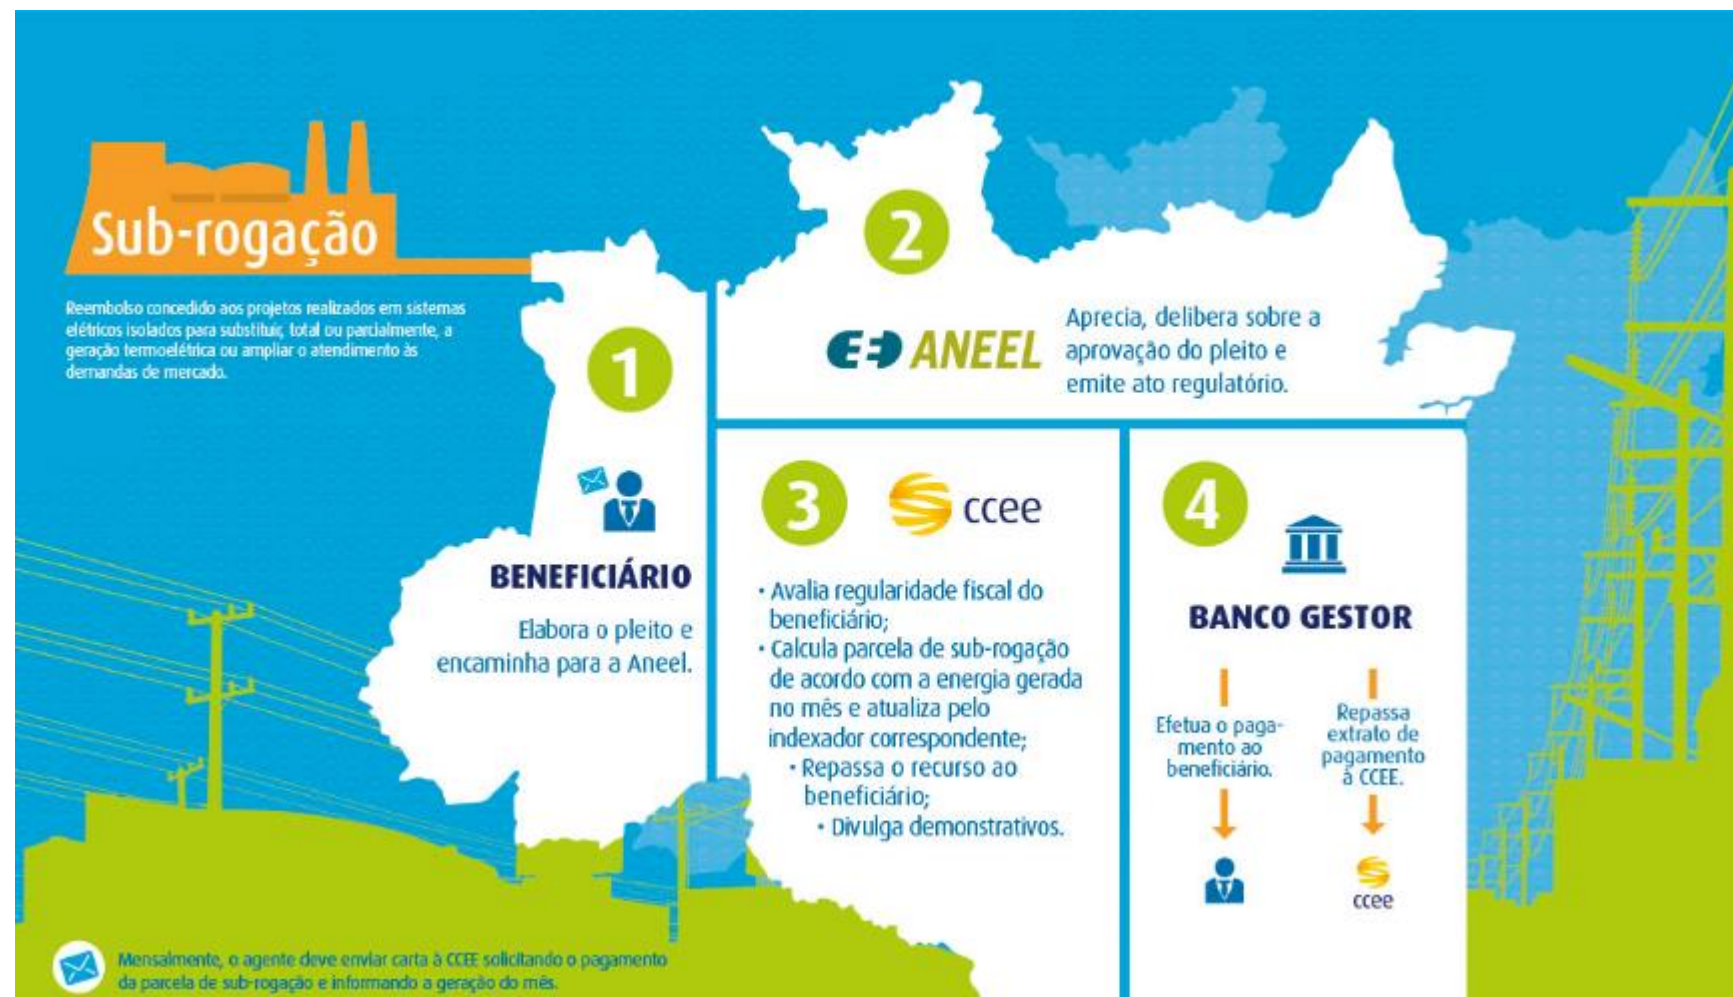 Sub-rogação
Reembolso concedido aos projetos realizados em sistemas
elétricos isolados para substituir, total ou parcialmente, a
geração termoelétrica ou ampliar o atendimento às
demandas de mercado.
1
BENEFICIÁRIO
Elabora o pleito e
encaminha para a Aneel.
2
ANEEL
Aprecia, delibera sobre a
aprovação do pleito e
emite ato regulatório.
3
ccee
• Avalia regularidade fiscal do
beneficiário;
• Calcula parcela de sub-rogação
de acordo com a energia gerada
no mês e atualiza pelo
indexador correspondente;
• Repassa o recurso ao
beneficiário;
• Divulga demonstrativos.
4
BANCO GESTOR
Efetua o paga-
mento ao
beneficiário.
Repassa
extrato de
pagamento
à CCEE.
ccee
Mensalmente, o agente deve enviar carta à CCEE solicitando o pagamento
da parcela de sub-rogação e informando a geração do mês.